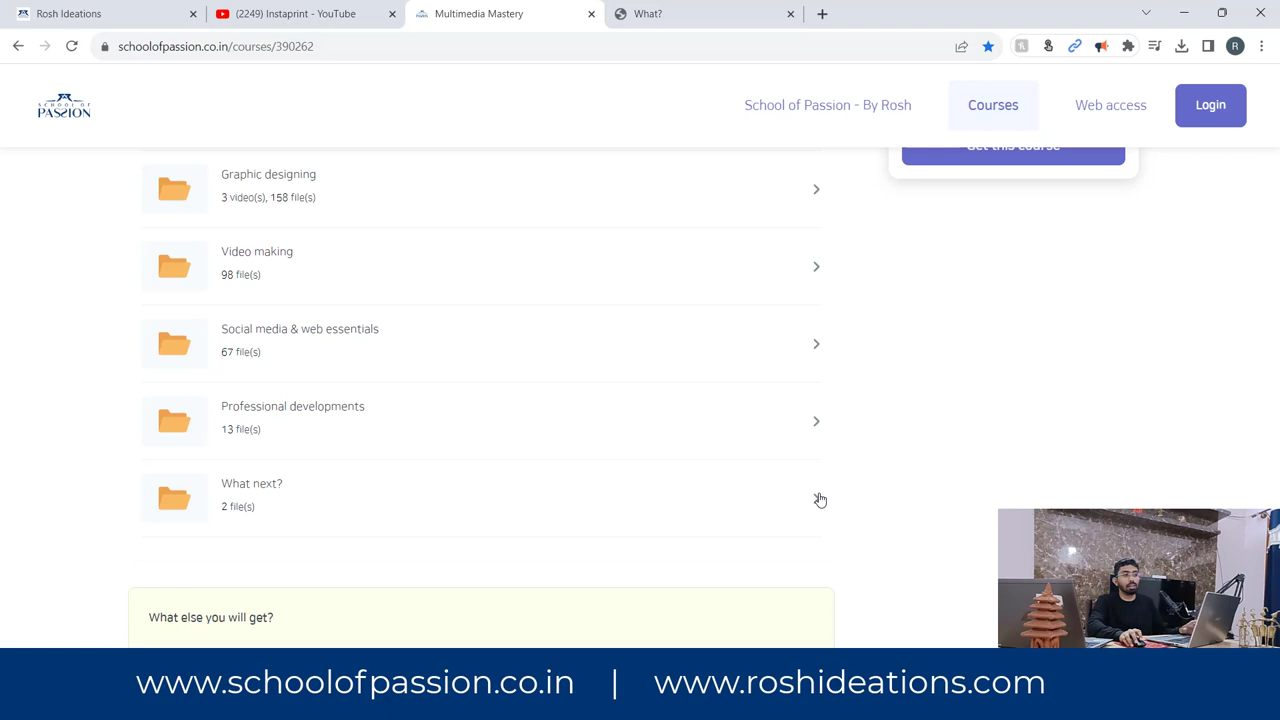 Rosh Ideations
(2249) Instaprint - YouTube
Multimedia Mastery
What?
schoolofpassion.co.in/courses/390262
R
SCHOOL OF
PASSION
School of Passion - By Rosh
Courses
Web access
Login
Get this course
Graphic designing
3 video(s), 158 file(s)
Video making
98 file(s)
Social media & web essentials
67 file(s)
Professional developments
13 file(s)
What next?
2 file(s)
What else you will get?
www.schoolofpassion.co.in | www.roshideations.com